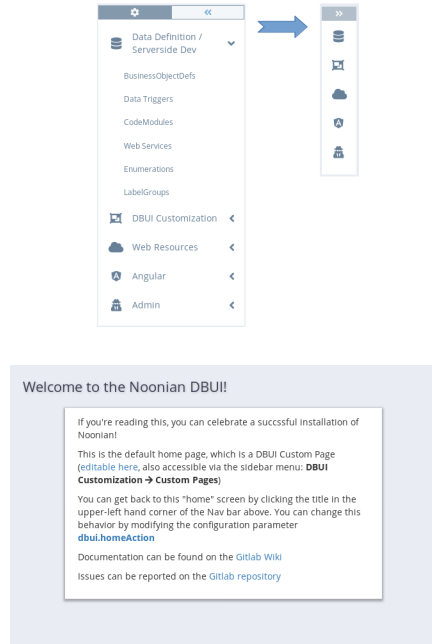 Data Definition /
Serverside Dev
BusinessObjectDefs
Data Triggers
CodeModules
Web Services
Enumerations
LabelGroups
DBUI Customization
Web Resources
Angular
Admin
Welcome to the Noonian DBUI!
If you're reading this, you can celebrate a succssful installation of
Noonian!
This is the default home page, which is a DBUI Custom Page
(editable here, also accessible via the sidebar menu: DBUI
Customization → Custom Pages)
You can get back to this "home" screen by clicking the title in the
upper-left hand corner of the Nav bar above. You can change this
behavior by modifying the configuration parameter
dbui.homeAction
Documentation can be found on the Gitlab Wiki
Issues can be reported on the Gitlab repository